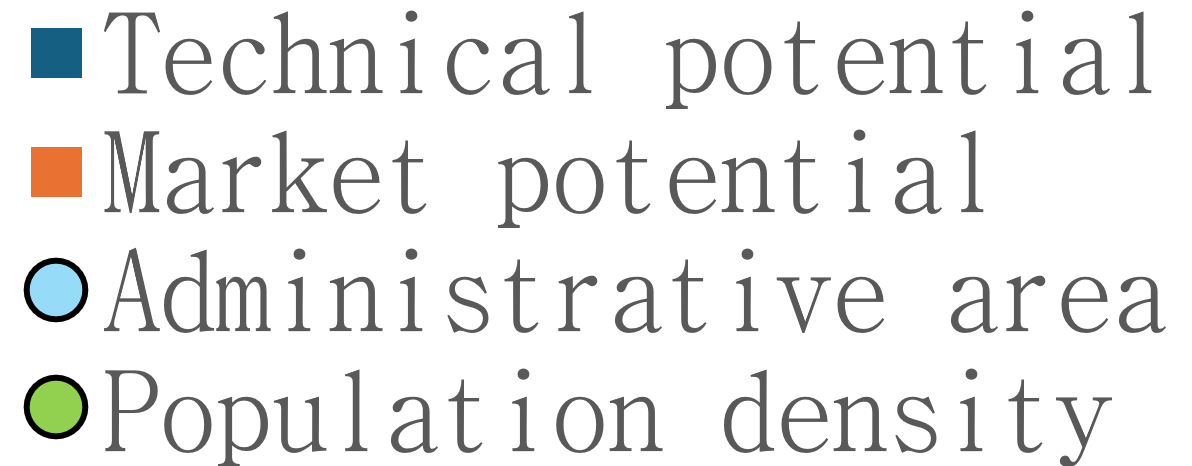 Technical potential
Market potential
Administrative area
Population density